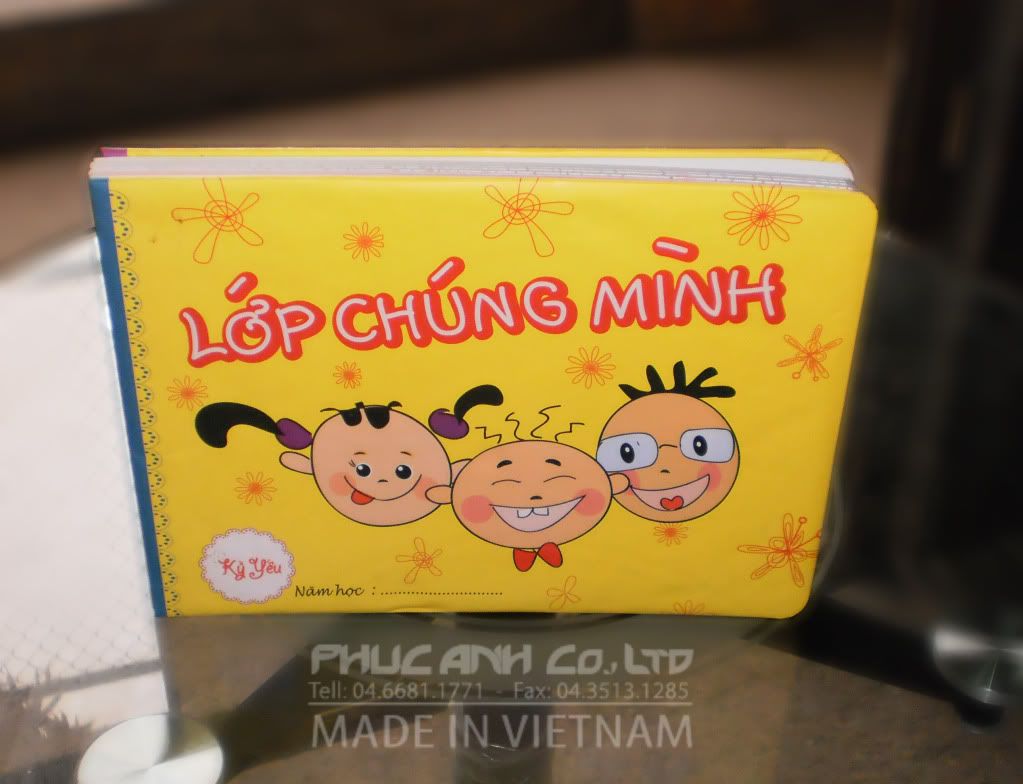 LỚP CHÚNG MÌNH
Kỷ Yếu
Năm học : ............................
PHUC ANH CO., LTD
Tell: 04.6681.1771 - Fax: 04.3513.1285
MADE IN VIETNAM